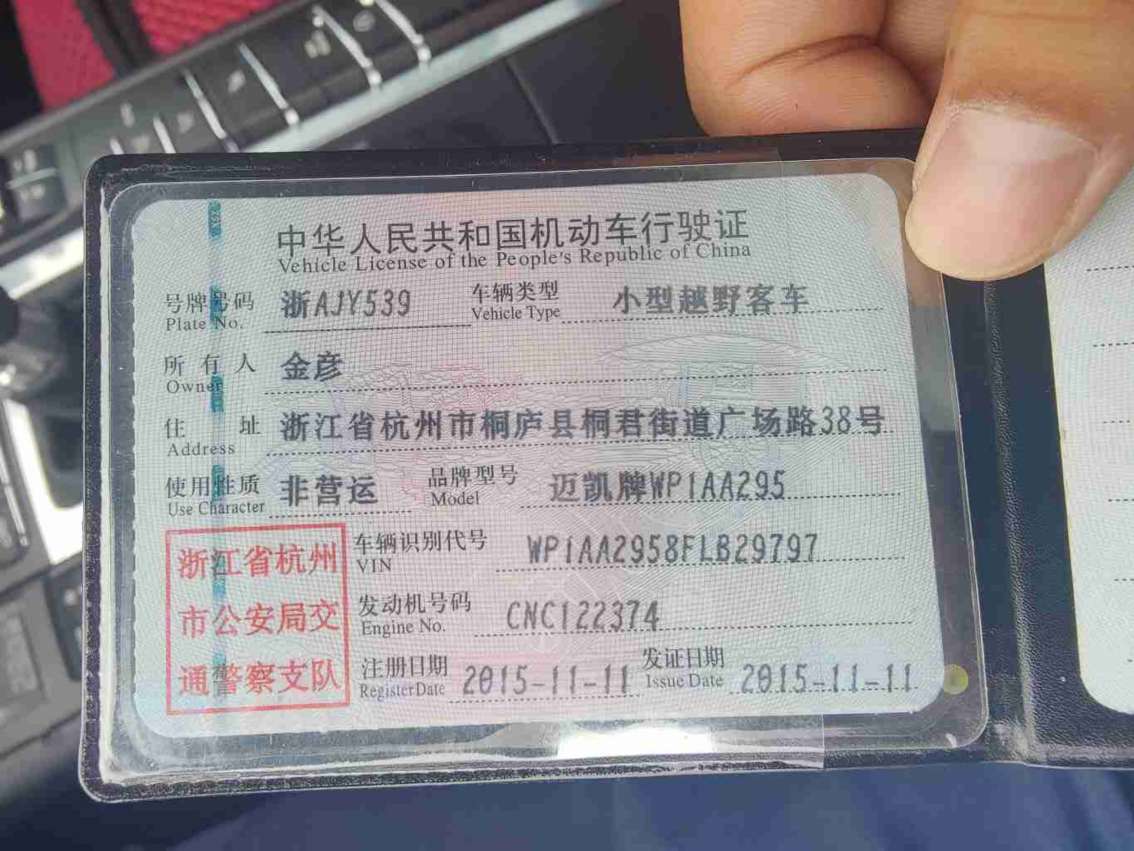 中华人民共和国机动车行驶证
Vehicle License of the People's Republic of China
号牌号码 浙AJY539 车辆类型 小型越野客车
Plate No. Vehicle Type
所有人 金彦
Owner
住址 浙江省杭州市桐庐县桐君街道广场路38号
Address
使用性质 非营运 品牌型号 迈凯牌WP1AA295
Use Character Model
浙江省杭州
市公安局交
通警察支队
车辆识别代号 WP1AA2958FLB29797
VIN
发动机号码 CNC122374
Engine No.
注册日期 2015-11-11 发证日期 2015-11-11
Register Date Issue Date